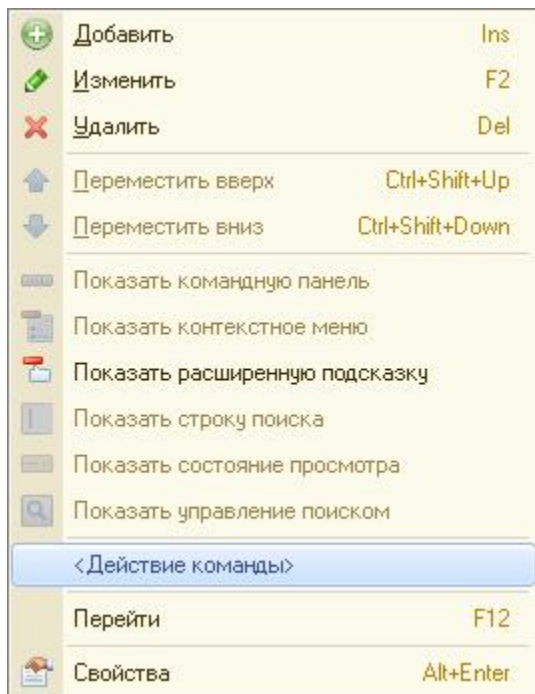 Добавить Ins
Изменить F2
Удалить Del
Переместить вверх Ctrl+Shift+Up
Переместить вниз Ctrl+Shift+Down
Показать командную панель
Показать контекстное меню
Показать расширенную подсказку
Показать строку поиска
Показать состояние просмотра
Показать управление поиском
<Действие команды>
Перейти F12
Свойства Alt+Enter